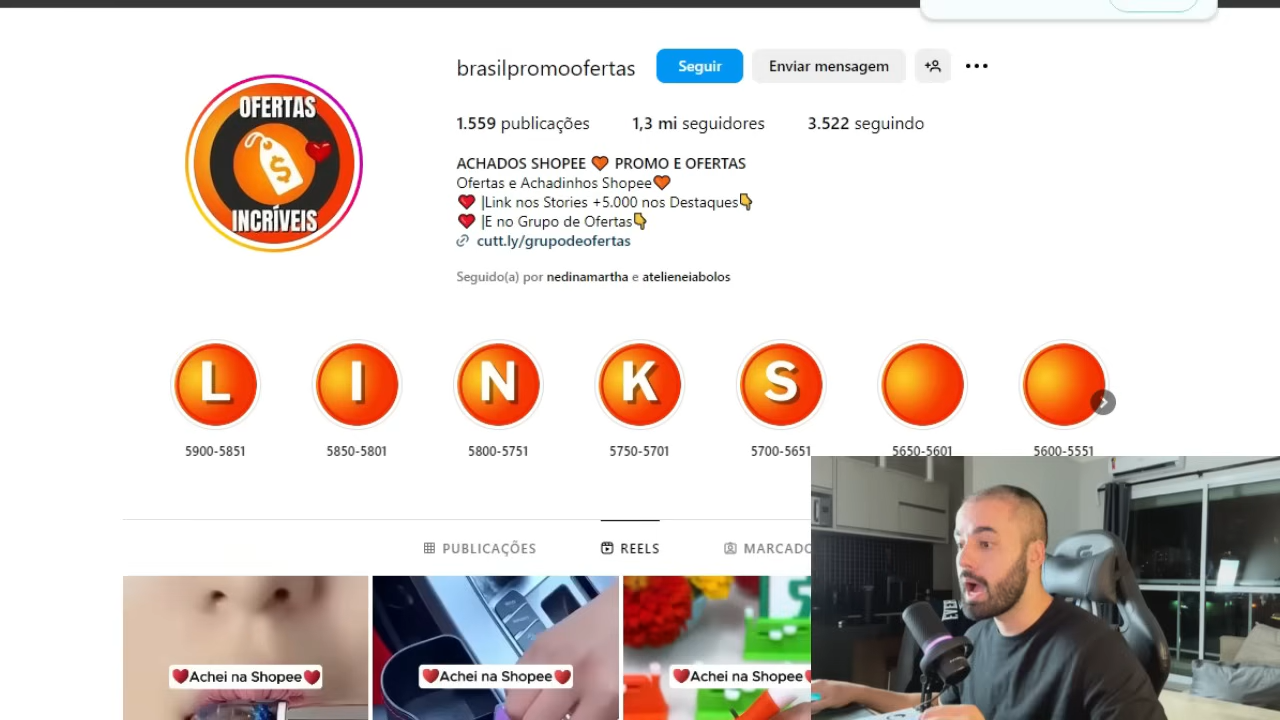 OFERTAS
$
INCRÍVEIS
brasilpromoofertas
Seguir
Enviar mensagem
1.559 publicações
1,3 mi seguidores
3.522 seguindo
ACHADOS SHOPEE 🧡 PROMO E OFERTAS
Ofertas e Achadinhos Shopee🧡
❤️ |Link nos Stories +5.000 nos Destaques👇
❤️ |E no Grupo de Ofertas👇
cutt.ly/grupodeofertas
Seguido(a) por nedinamartha e atelieneiabolos
L
I
N
K
S
5900-5851
5850-5801
5800-5751
5750-5701
5700-5651
5650-5601
5600-5551
PUBLICAÇÕES
REELS
MARCADO
❤️Achei na Shopee❤️
❤️Achei na Shopee❤️
❤️Achei na Shopee